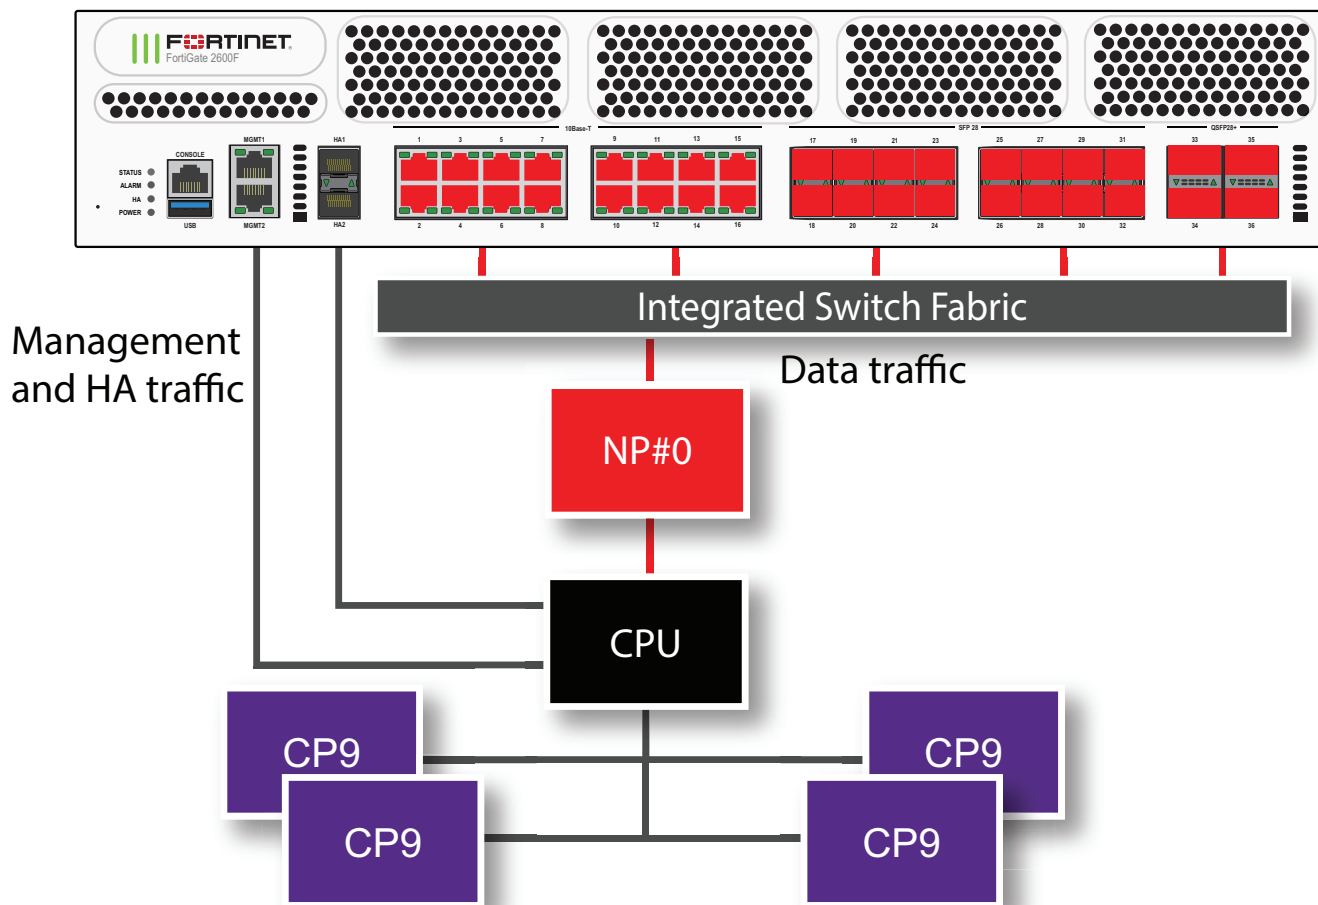 FORTINET
FortiGate 2600F
STATUS
ALARM
HA
POWER
CONSOLE
USB
MGMT1
MGMT2
HA1
HA2
10Base-T
1 3 5 7 9 11 13 15
2 4 6 8 10 12 14 16
SFP 28
17 19 21 23 25 27 29 31
18 20 22 24 26 28 30 32
QSFP28+
33 35
34 36
Integrated Switch Fabric
Management
and HA traffic
Data traffic
NP#0
CPU
CP9
CP9
CP9
CP9